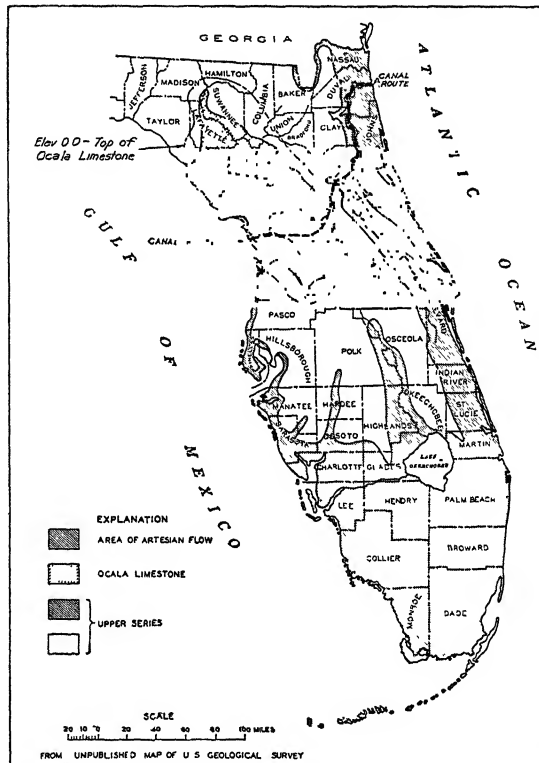 GEORGIA
ATLANTIC
OCEAN
GULF
OF
MEXICO
NASSAU
HAMILTON
MADISON
JEFFERSON
BAKER
DUVAL
CANAL
ROUTE
COLUMBIA
SUWANNEE
TAYLOR
LAFAYETTE
UNION
BRADFORD
CLAY
Elev 0 0 - Top of
Ocala Limestone
CANAL
PASCO
HILLSBOROUGH
POLK
OSCEOLA
INDIAN
RIVER
MANATEE
HARDEE
OKEECHOBEE
ST
LUCIE
HIGHLANDS
SARASOTA
DESOTO
MARTIN
LAKE
OKEECHOBEE
CHARLOTTE
GLADES
LEE
HENDRY
PALM BEACH
COLLIER
BROWARD
MONROE
DADE
EXPLANATION
AREA OF ARTESIAN FLOW
OCALA LIMESTONE
UPPER SERIES
SCALE
20 10 0 20 40 60 80 100 MILES
FROM UNPUBLISHED MAP OF U S GEOLOGICAL SURVEY